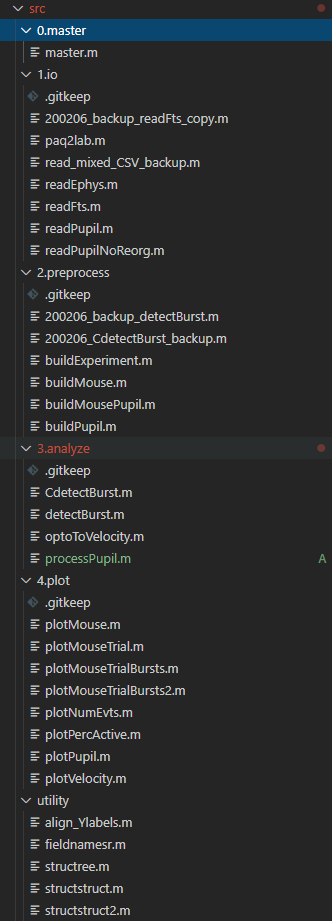 src
0.master
master.m
1.io
.gitkeep
200206_backup_readFts_copy.m
paq2lab.m
read_mixed_CSV_backup.m
readEphys.m
readFts.m
readPupil.m
readPupilNoReorg.m
2.preprocess
.gitkeep
200206_backup_detectBurst.m
200206_CdetectBurst_backup.m
buildExperiment.m
buildMouse.m
buildMousePupil.m
buildPupil.m
3.analyze
.gitkeep
CdetectBurst.m
detectBurst.m
optoToVelocity.m
processPupil.m A
4.plot
.gitkeep
plotMouse.m
plotMouseTrial.m
plotMouseTrialBursts.m
plotMouseTrialBursts2.m
plotNumEvts.m
plotPercActive.m
plotPupil.m
plotVelocity.m
utility
align_Ylabels.m
fieldnamesr.m
structree.m
structstruct.m
structstruct2.m